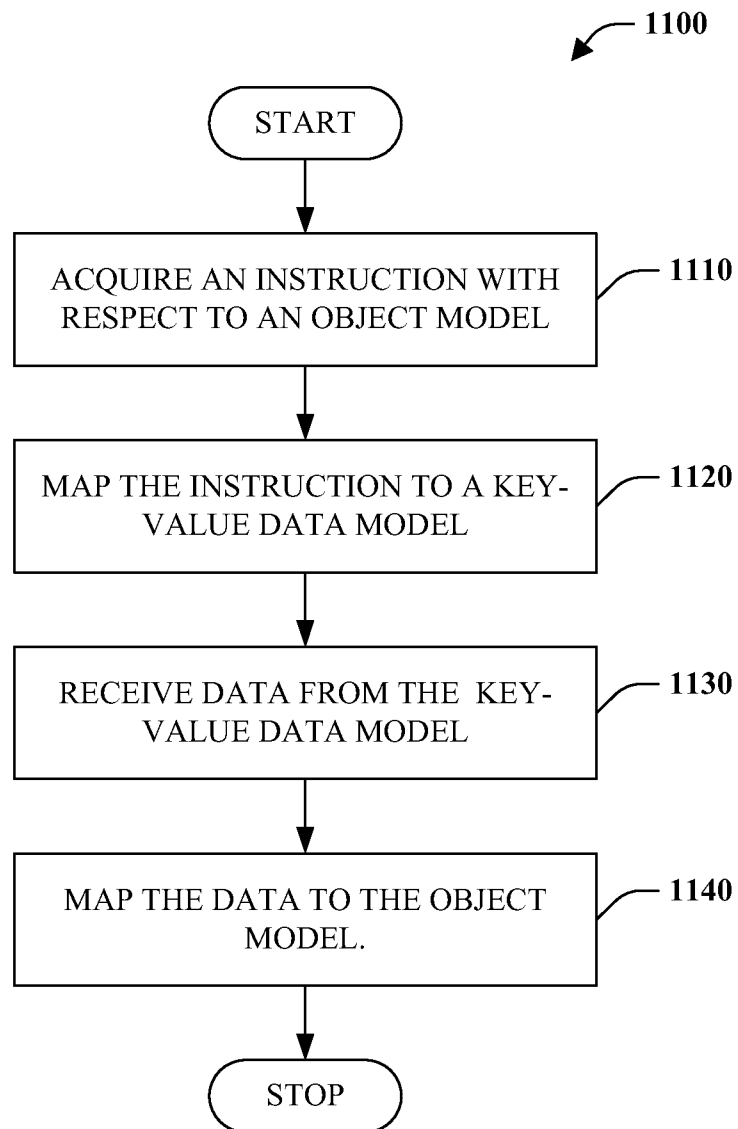 1100
START
ACQUIRE AN INSTRUCTION WITH
RESPECT TO AN OBJECT MODEL
1110
MAP THE INSTRUCTION TO A KEY-
VALUE DATA MODEL
1120
RECEIVE DATA FROM THE KEY-
VALUE DATA MODEL
1130
MAP THE DATA TO THE OBJECT
MODEL.
1140
STOP